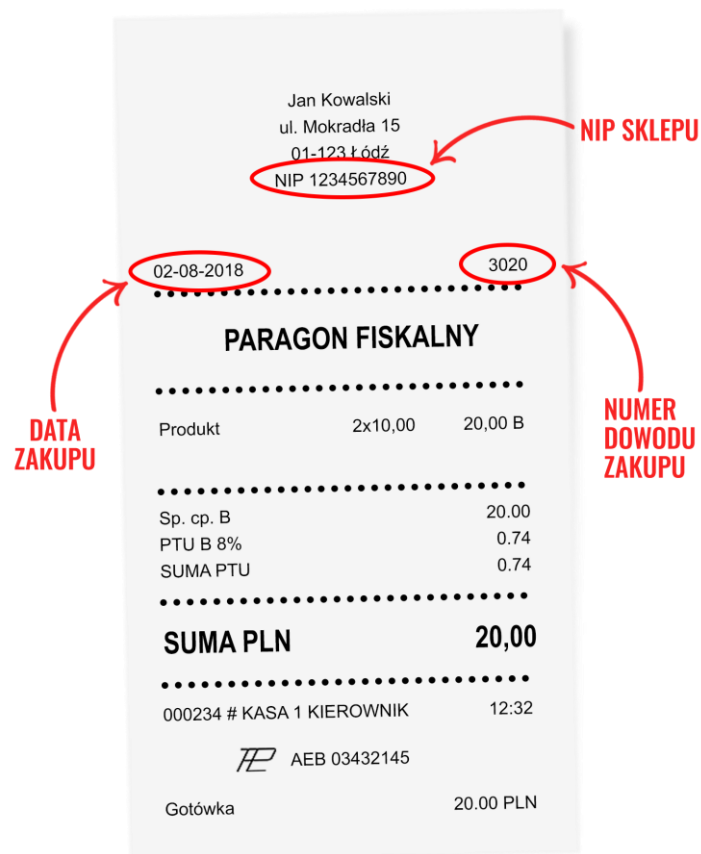 Jan Kowalski
ul. Mokradła 15
01-123 Łódź
NIP 1234567890
NIP SKLEPU
02-08-2018 3020
PARAGON FISKALNY
DATA
ZAKUPU
NUMER
DOWODU
ZAKUPU
Produkt 2x10,00 20,00 B
Sp. cp. B 20.00
PTU B 8% 0.74
SUMA PTU 0.74
SUMA PLN 20,00
000234 # KASA 1 KIEROWNIK 12:32
AEB 03432145
Gotówka 20.00 PLN